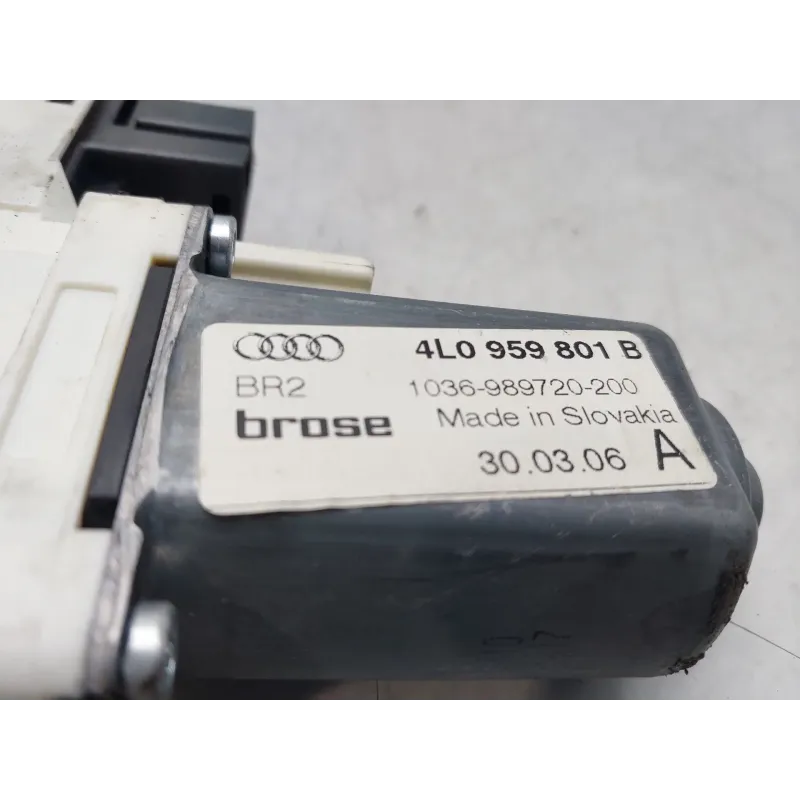 4L0 959 801 B
BR2 1036-989720-200
brose Made in Slovakia
30.03.06 A